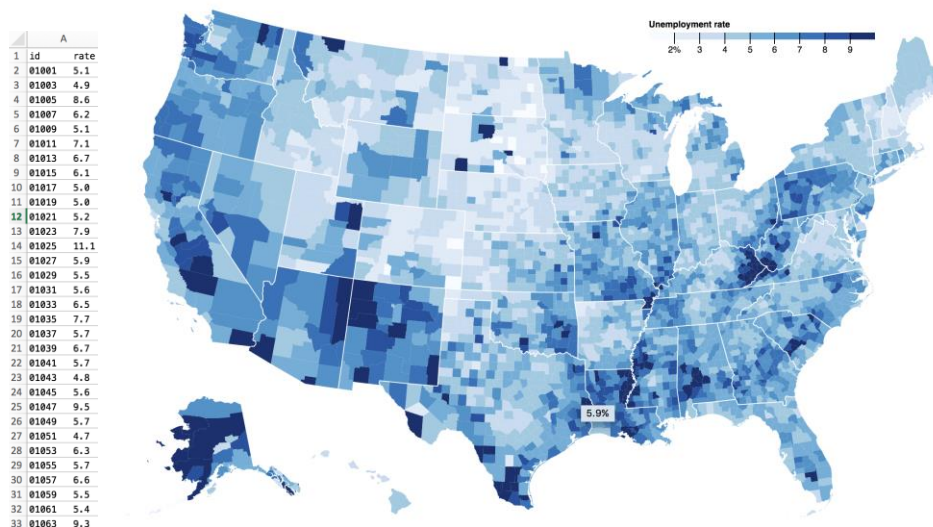 A
1 id rate
2 01001 5.1
3 01003 4.9
4 01005 8.6
5 01007 6.2
6 01009 5.1
7 01011 7.1
8 01013 6.7
9 01015 6.1
10 01017 5.0
11 01019 5.0
12 01021 5.2
13 01023 7.9
14 01025 11.1
15 01027 5.9
16 01029 5.5
17 01031 5.6
18 01033 6.5
19 01035 7.7
20 01037 5.7
21 01039 6.7
22 01041 5.7
23 01043 4.8
24 01045 5.6
25 01047 9.5
26 01049 5.7
27 01051 4.7
28 01053 6.3
29 01055 5.7
30 01057 6.6
31 01059 5.5
32 01061 5.4
33 01063 9.3
Unemployment rate
2% 3 4 5 6 7 8 9
5.9%